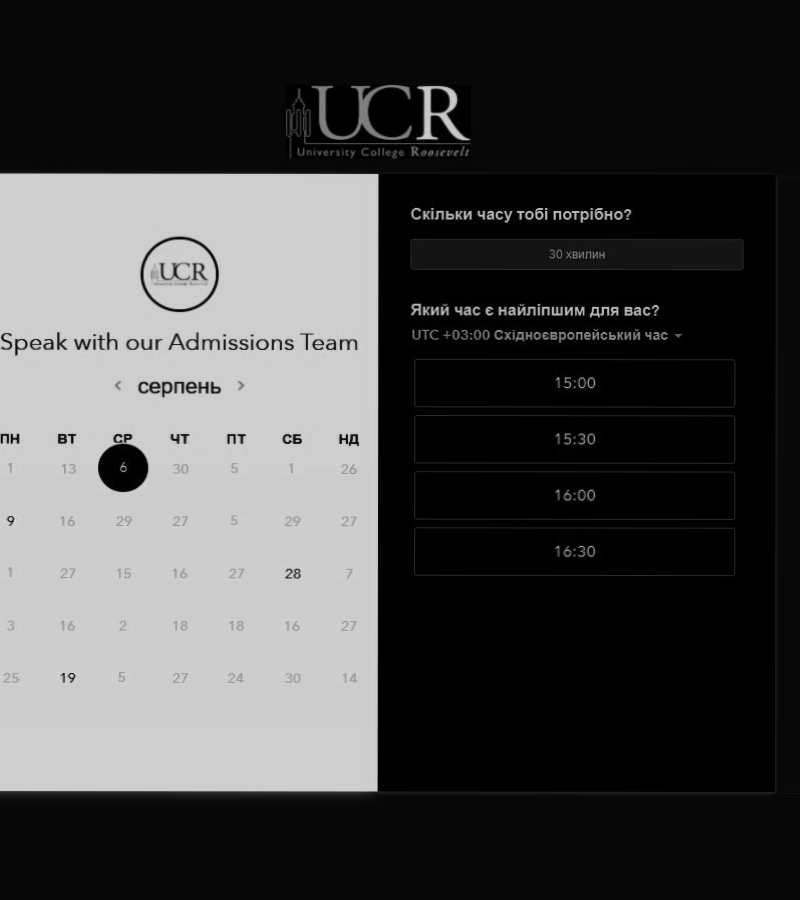 UCR
University College Roosevelt
UCR
University College Roosevelt
Speak with our Admissions Team
серпень
ПН ВТ СР ЧТ ПТ СБ НД
1 13 6 30 5 1 26
9 16 29 27 5 29 27
1 27 15 16 27 28 7
3 16 2 18 18 16 27
25 19 5 27 24 30 14
Скільки часу тобі потрібно?
30 хвилин
Який час є найліпшим для вас?
UTC +03:00 Східноєвропейський час
15:00
15:30
16:00
16:30